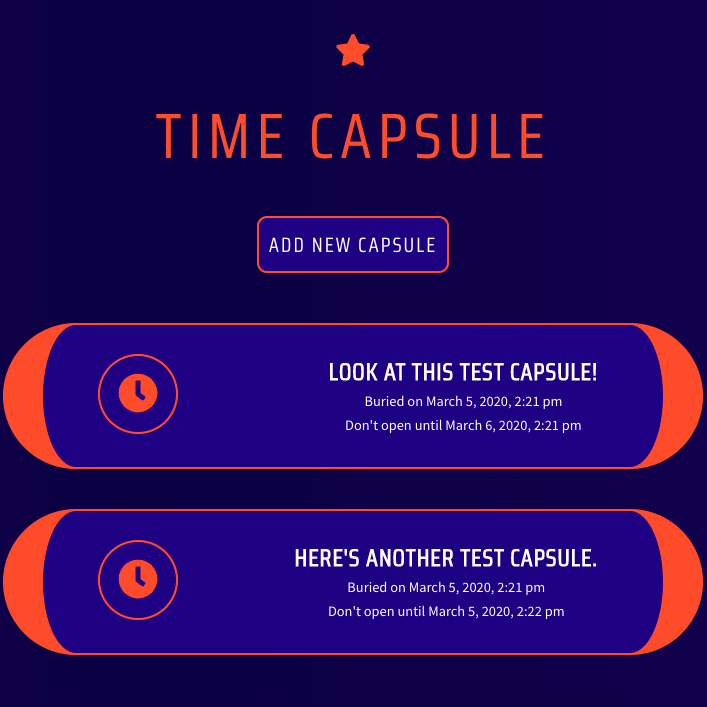 TIME CAPSULE
ADD NEW CAPSULE
LOOK AT THIS TEST CAPSULE!
Buried on March 5, 2020, 2:21 pm
Don't open until March 6, 2020, 2:21 pm
HERE'S ANOTHER TEST CAPSULE.
Buried on March 5, 2020, 2:21 pm
Don't open until March 5, 2020, 2:22 pm